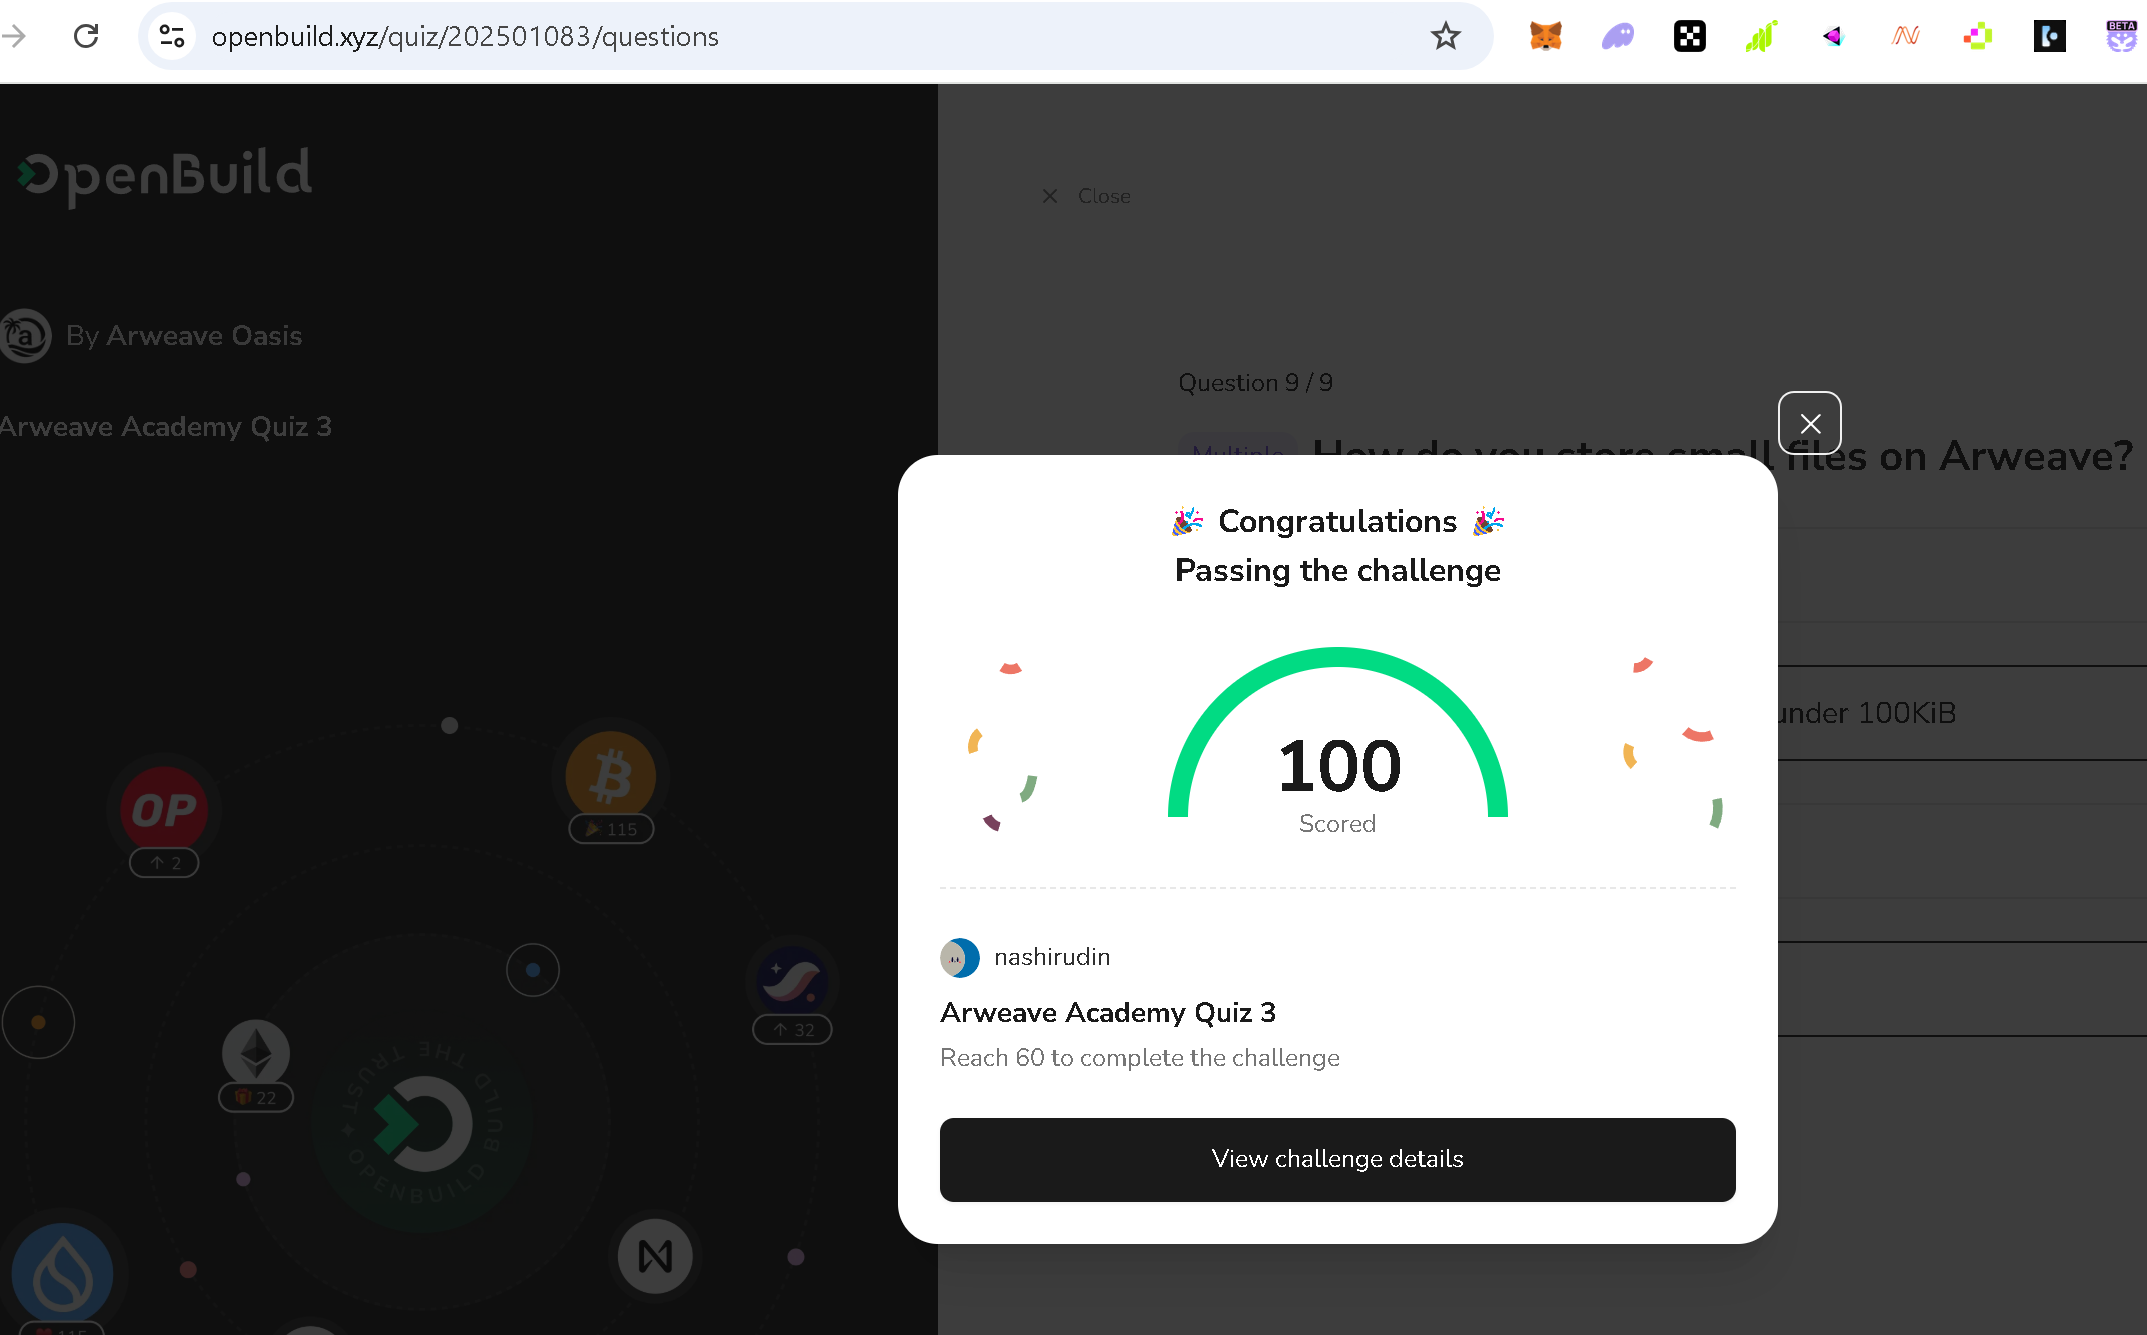 openbuild.xyz/quiz/202501083/questions
BETA
OpenBuild
Close
a
By Arweave Oasis
Arweave Academy Quiz 3
Question 9 / 9
Multiple How do you store small files on Arweave?
🎉 Congratulations 🎉
Passing the challenge
under 100KiB
100
Scored
OP
↑ 2
🎉 115
↑ 32
🎁 22
BUILD THE TRUST
OPENBUILD
nashirudin
Arweave Academy Quiz 3
Reach 60 to complete the challenge
View challenge details